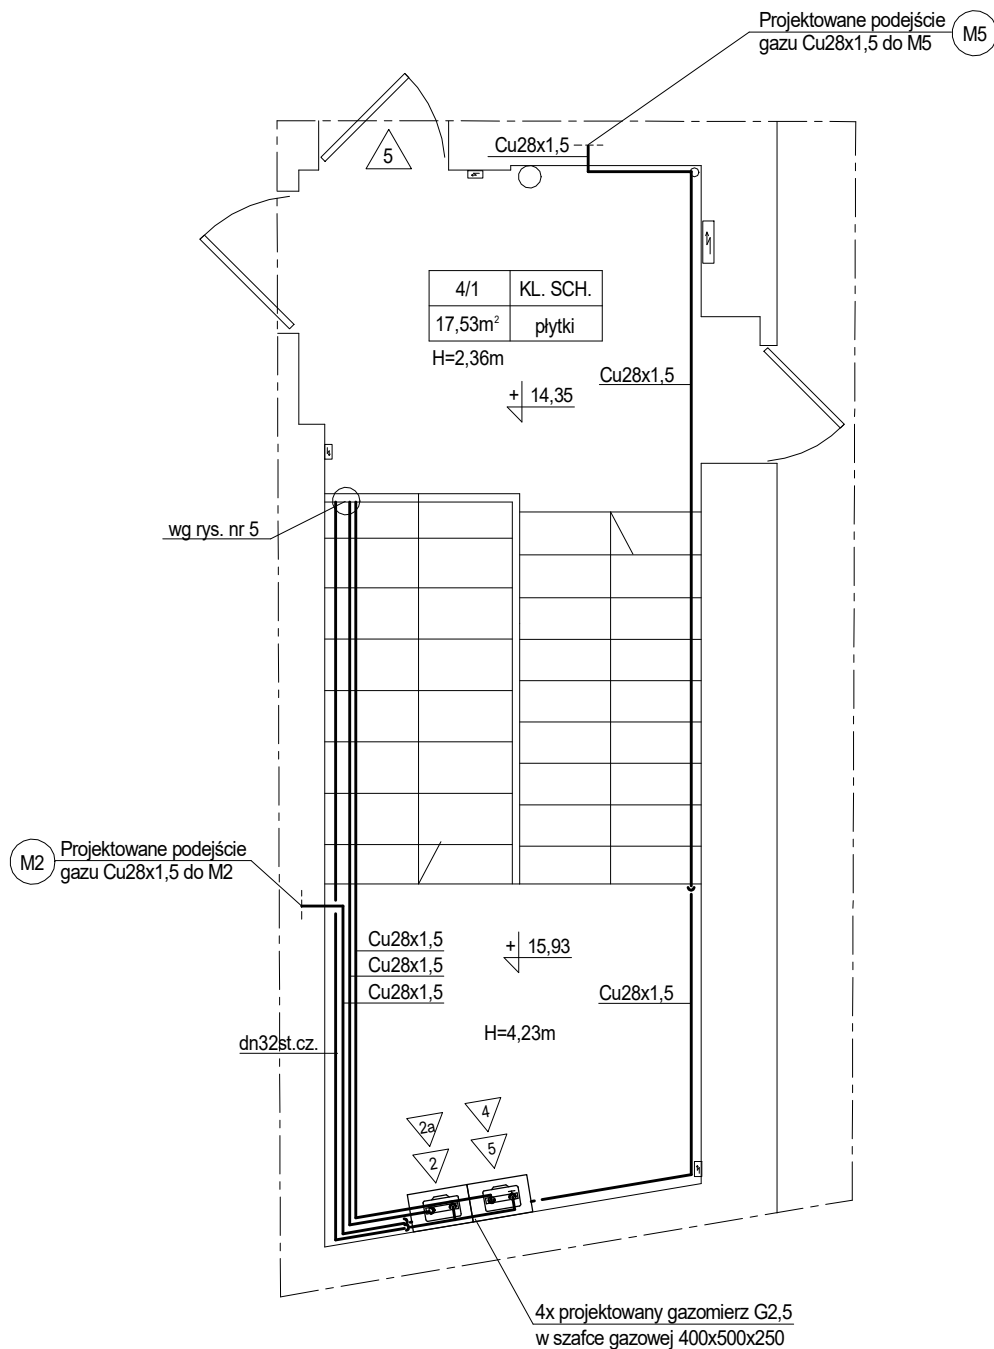 Projektowane podejście
gazu Cu28x1,5 do M5
M5
Cu28x1,5
5
4/1 KL. SCH.
17,53m² płytki
H=2,36m
Cu28x1,5
+ 14,35
wg rys. nr 5
M2
Projektowane podejście
gazu Cu28x1,5 do M2
Cu28x1,5
Cu28x1,5
Cu28x1,5
+ 15,93
Cu28x1,5
H=4,23m
dn32st.cz.
2a
4
2
5
4x projektowany gazomierz G2,5
w szafce gazowej 400x500x250